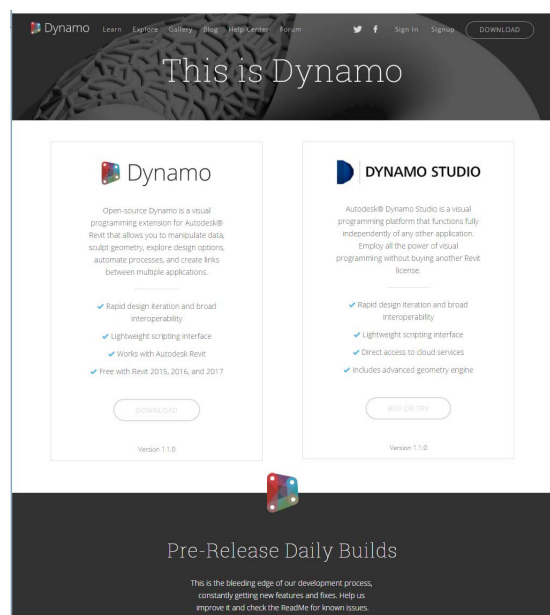 Dynamo Learn Explore Gallery Blog Help Center Forum Sign In Signup DOWNLOAD
This is Dynamo
Dynamo
Open-source Dynamo is a visual
programming extension for Autodesk®
Revit that allows you to manipulate data,
sculpt geometry, explore design options,
automate processes, and create links
between multiple applications.
Rapid design iteration and broad
interoperability
Lightweight scripting interface
Works with Autodesk Revit
Free with Revit 2015, 2016, and 2017
DOWNLOAD
Version 1.1.0
DYNAMO STUDIO
Autodesk® Dynamo Studio is a visual
programming platform that functions fully
independently of any other application.
Employ all the power of visual
programming without buying another Revit
license.
Rapid design iteration and broad
interoperability
Lightweight scripting interface
Direct access to cloud services
Includes advanced geometry engine
BUY OR TRY
Version 1.1.0
Pre-Release Daily Builds
This is the bleeding edge of our development process,
constantly getting new features and fixes. Help us
improve it and check the ReadMe for known issues.